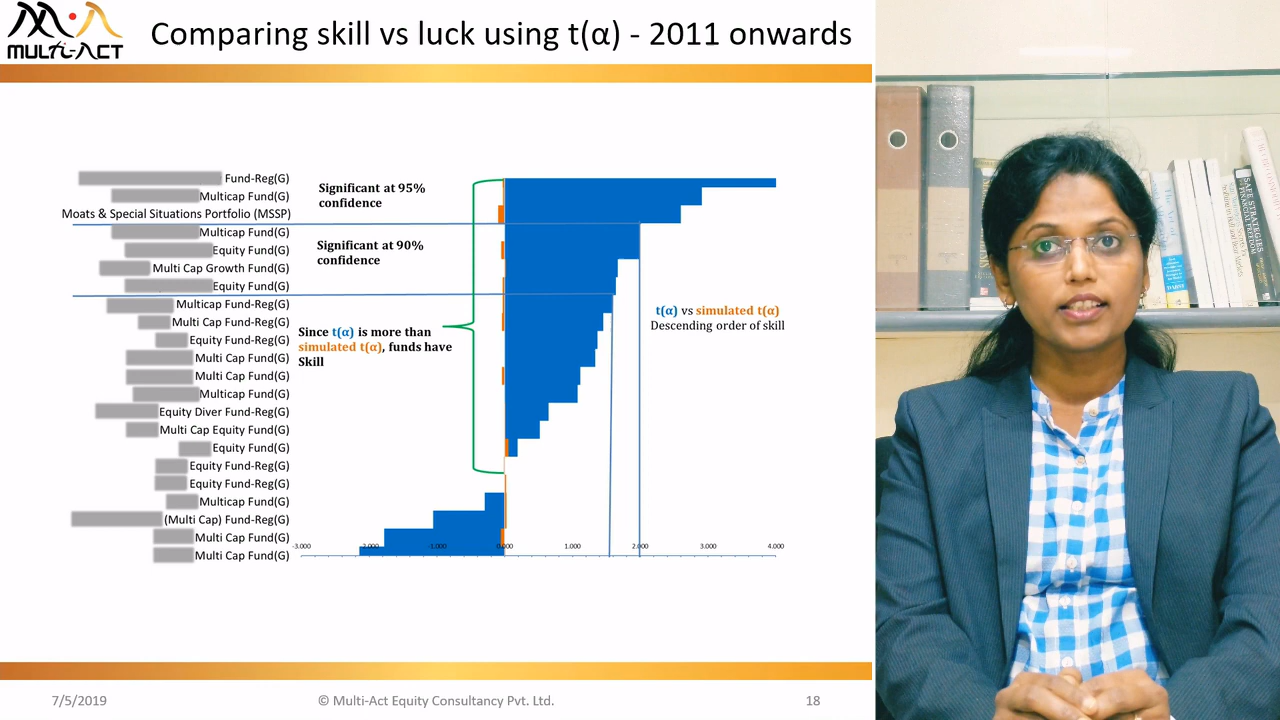 MULTI-ACT
Comparing skill vs luck using t(α) - 2011 onwards
Fund-Reg(G)
Multicap Fund(G)
Moats & Special Situations Portfolio (MSSP)
Multicap Fund(G)
Equity Fund(G)
Multi Cap Growth Fund(G)
Equity Fund(G)
Multicap Fund-Reg(G)
Multi Cap Fund(G)
Equity Fund-Reg(G)
Multi Cap Fund(G)
Multi Cap Fund(G)
Multicap Fund(G)
Equity Diver Fund-Reg(G)
Multi Cap Equity Fund(G)
Equity Fund(G)
Equity Fund-Reg(G)
Equity Fund-Reg(G)
Multicap Fund(G)
(Multi Cap) Fund-Reg(G)
Multi Cap Fund(G)
Multi Cap Fund(G)
Significant at 95%
confidence
Significant at 90%
confidence
Since t(α) is more than
simulated t(α), funds have
Skill
t(α) vs simulated t(α)
Descending order of skill
-3.000 -2.000 -1.000 0.000 1.000 2.000 3.000 4.000
SAFE STRATEGIES
FINANCIAL FREEDOM
7/5/2019
© Multi-Act Equity Consultancy Pvt. Ltd.
18